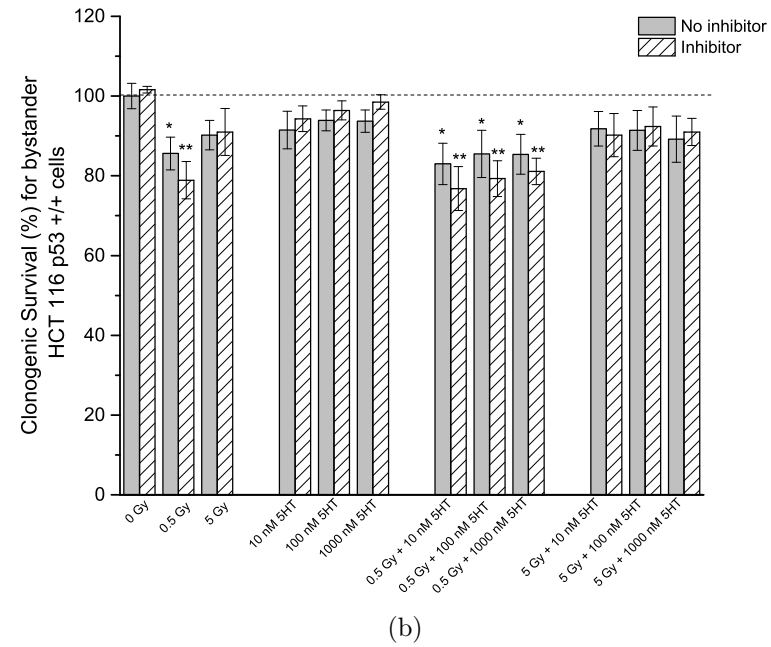 120
100
80
60
40
20
0
Clonogenic Survival (%) for bystander
HCT 116 p53 +/+ cells
No inhibitor
Inhibitor
*
**
*
**
*
**
*
**
0 Gy
0.5 Gy
5 Gy
10 nM 5HT
100 nM 5HT
1000 nM 5HT
0.5 Gy + 10 nM 5HT
0.5 Gy + 100 nM 5HT
0.5 Gy + 1000 nM 5HT
5 Gy + 10 nM 5HT
5 Gy + 100 nM 5HT
5 Gy + 1000 nM 5HT
(b)